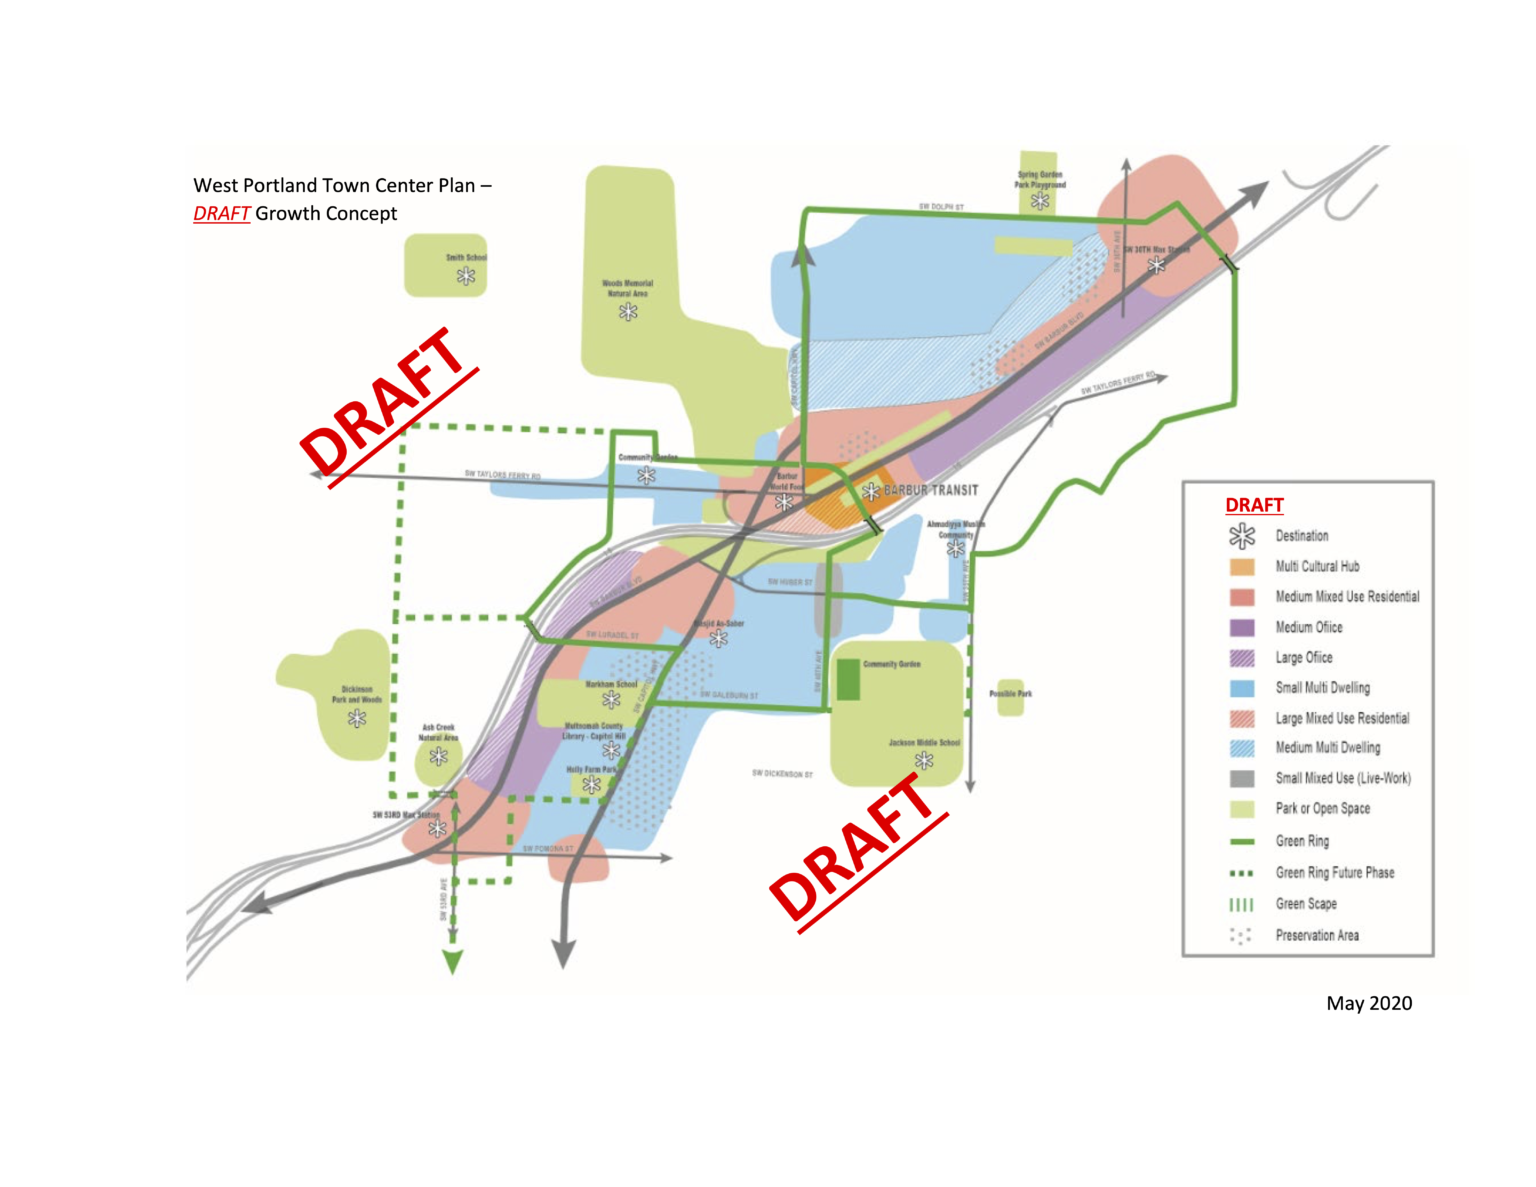 West Portland Town Center Plan –
DRAFT Growth Concept
Spring Garden
Park Playground
SW DOLPH ST
Smith School
SW 30TH AVE
SW 30TH Max Station
Woods Memorial
Natural Area
DRAFT
SW BARBUR BLVD
SW CAPITOL HWY
SW TAYLORS FERRY RD
Community Garden
SW TAYLORS FERRY RD
Barbur
World Foods
BARBUR TRANSIT
Ahmadiyya Muslim
Community
SW HUBER ST
SW BARBUR BLVD
Masjid As-Saber
SW LURADEL ST
SW CAPITOL HWY
Markham School
Community Garden
Dickinson
Park and Woods
SW GALEBURN ST
Possible Park
Ash Creek
Natural Area
Multnomah County
Library - Capitol Hill
Jackson Middle School
Holly Farm Park
SW DICKENSON ST
SW 53RD Max Station
SW POMONA ST
SW 53RD AVE
DRAFT
DRAFT
Destination
Multi Cultural Hub
Medium Mixed Use Residential
Medium Ofiice
Large Ofiice
Small Multi Dwelling
Large Mixed Use Residential
Medium Multi Dwelling
Small Mixed Use (Live-Work)
Park or Open Space
Green Ring
Green Ring Future Phase
Green Scape
Preservation Area
May 2020